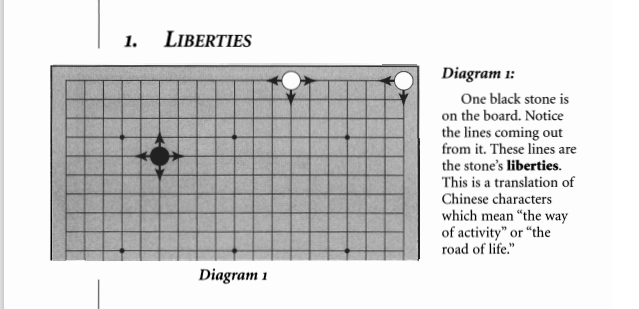 1. LIBERTIES
Diagram 1:
One black stone is
on the board. Notice
the lines coming out
from it. These lines are
the stone's liberties.
This is a translation of
Chinese characters
which mean “the way
of activity” or “the
road of life.”
Diagram 1